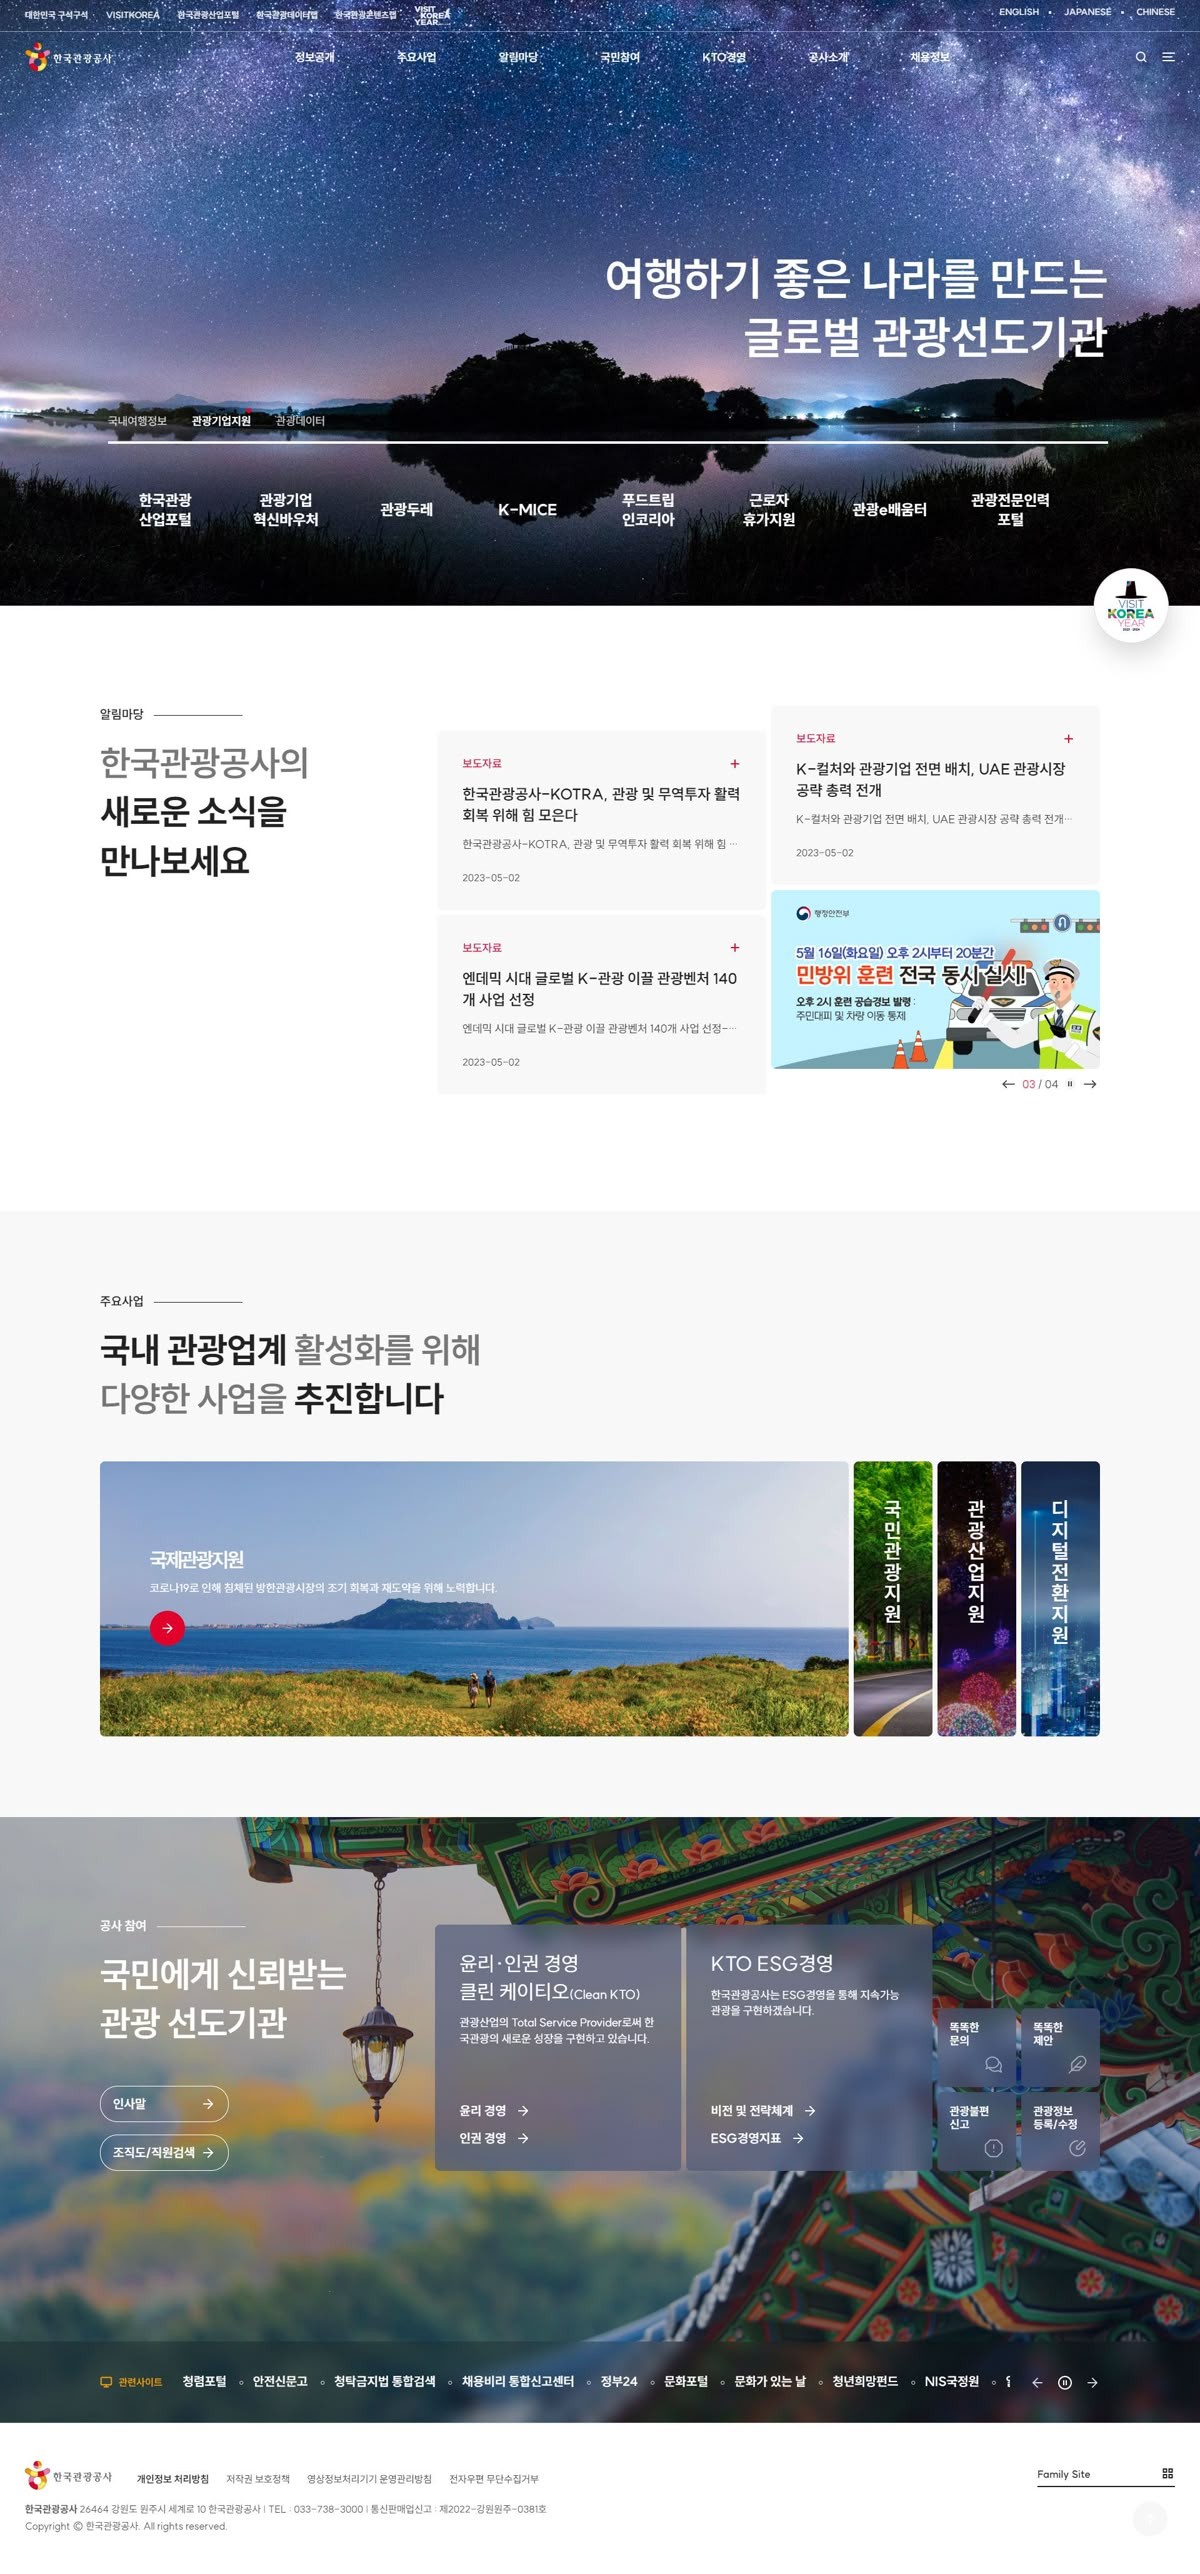 대한민국 구석구석
VISITKOREA
한국관광산업포털
한국관광데이터랩
한국관광콘텐츠랩
VISIT KOREA YEAR
ENGLISH
JAPANESE
CHINESE
한국관광공사
정보공개
주요사업
알림마당
국민참여
KTO경영
공사소개
채용정보
여행하기 좋은 나라를 만드는
글로벌 관광선도기관
국내여행정보
관광기업지원
관광데이터
한국관광
산업포털
관광기업
혁신바우처
관광두레
K-MICE
푸드트립
인코리아
근로자
휴가지원
관광e배움터
관광전문인력
포털
VISIT
KOREA
YEAR
알림마당
한국관광공사의
새로운 소식을
만나보세요
보도자료
한국관광공사-KOTRA, 관광 및 무역투자 활력
회복 위해 힘 모은다
한국관광공사-KOTRA, 관광 및 무역투자 활력 회복 위해 힘 ...
2023-05-02
보도자료
엔데믹 시대 글로벌 K-관광 이끌 관광벤처 140
개 사업 선정
엔데믹 시대 글로벌 K-관광 이끌 관광벤처 140개 사업 선정-...
2023-05-02
보도자료
K-컬처와 관광기업 전면 배치, UAE 관광시장
공략 총력 전개
K-컬처와 관광기업 전면 배치, UAE 관광시장 공략 총력 전개...
2023-05-02
행정안전부
5월 16일(화요일) 오후 2시부터 20분간
민방위 훈련 전국 동시 실시!
오후 2시 훈련 공습경보 발령 :
주민대피 및 차량 이동 통제
03 / 04
주요사업
국내 관광업계 활성화를 위해
다양한 사업을 추진합니다
국제관광지원
코로나19로 인해 침체된 방한관광시장의 조기 회복과 재도약을 위해 노력합니다.
국민관광지원
관광산업지원
디지털전환지원
공사 참여
국민에게 신뢰받는
관광 선도기관
인사말
조직도/직원검색
윤리·인권 경영
클린 케이티오(Clean KTO)
관광산업의 Total Service Provider로써 한
국관광의 새로운 성장을 구현하고 있습니다.
윤리 경영
인권 경영
KTO ESG경영
한국관광공사는 ESG경영을 통해 지속가능
관광을 구현하겠습니다.
비전 및 전략체계
ESG경영지표
똑똑한
문의
똑똑한
제안
관광불편
신고
관광정보
등록/수정
관련사이트
청렴포털
안전신문고
청탁금지법 통합검색
채용비리 통합신고센터
정부24
문화포털
문화가 있는 날
청년희망펀드
NIS국정원
한국관광공사
개인정보 처리방침
저작권 보호정책
영상정보처리기기 운영관리방침
전자우편 무단수집거부
Family Site
한국관광공사 26464 강원도 원주시 세계로 10 한국관광공사 | TEL : 033-738-3000 | 통신판매업신고 : 제2022-강원원주-0381호
Copyright © 한국관광공사. All rights reserved.